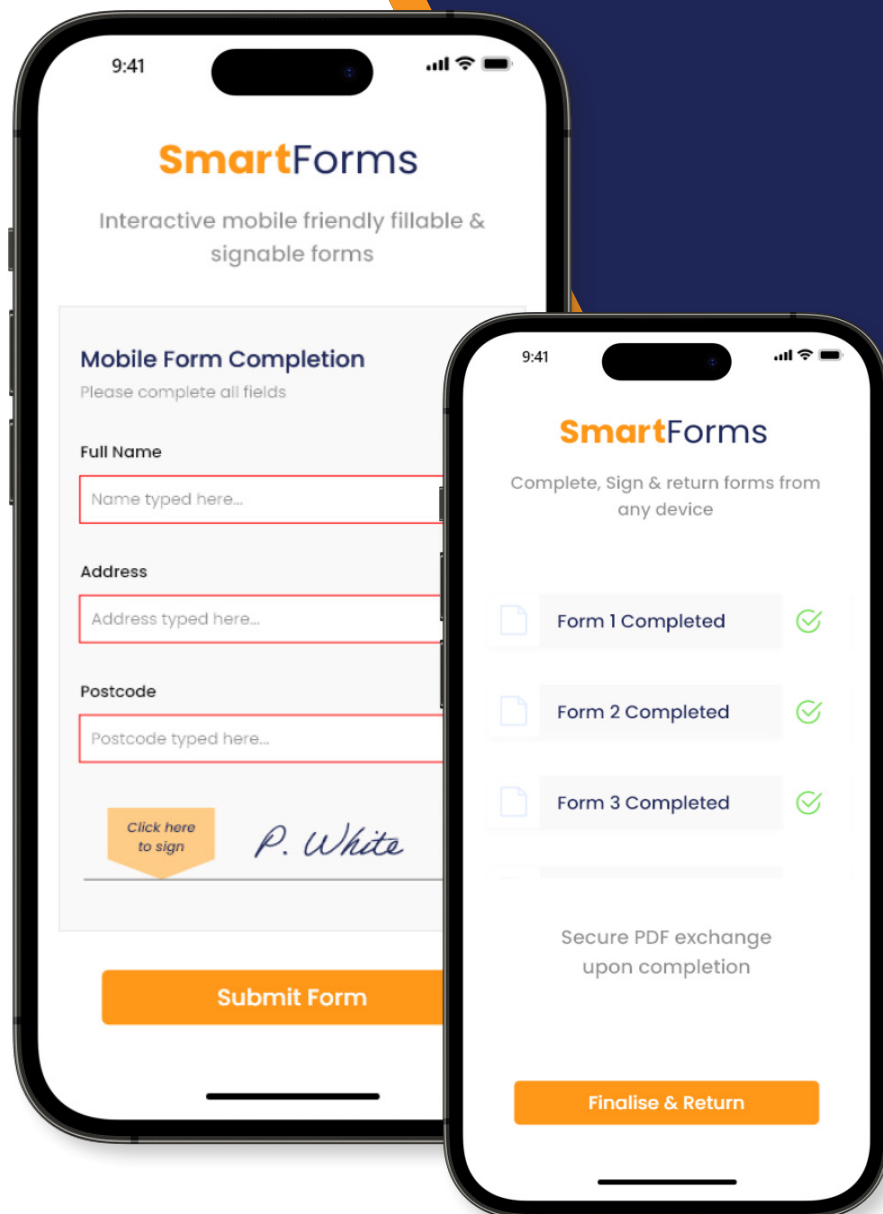 9:41
SmartForms
Interactive mobile friendly fillable &
signable forms
Mobile Form Completion
Please complete all fields
Full Name
Name typed here...
Address
Address typed here...
Postcode
Postcode typed here...
Click here
to sign
P. White
Submit Form
9:41
SmartForms
Complete, Sign & return forms from
any device
Form 1 Completed
Form 2 Completed
Form 3 Completed
Secure PDF exchange
upon completion
Finalise & Return